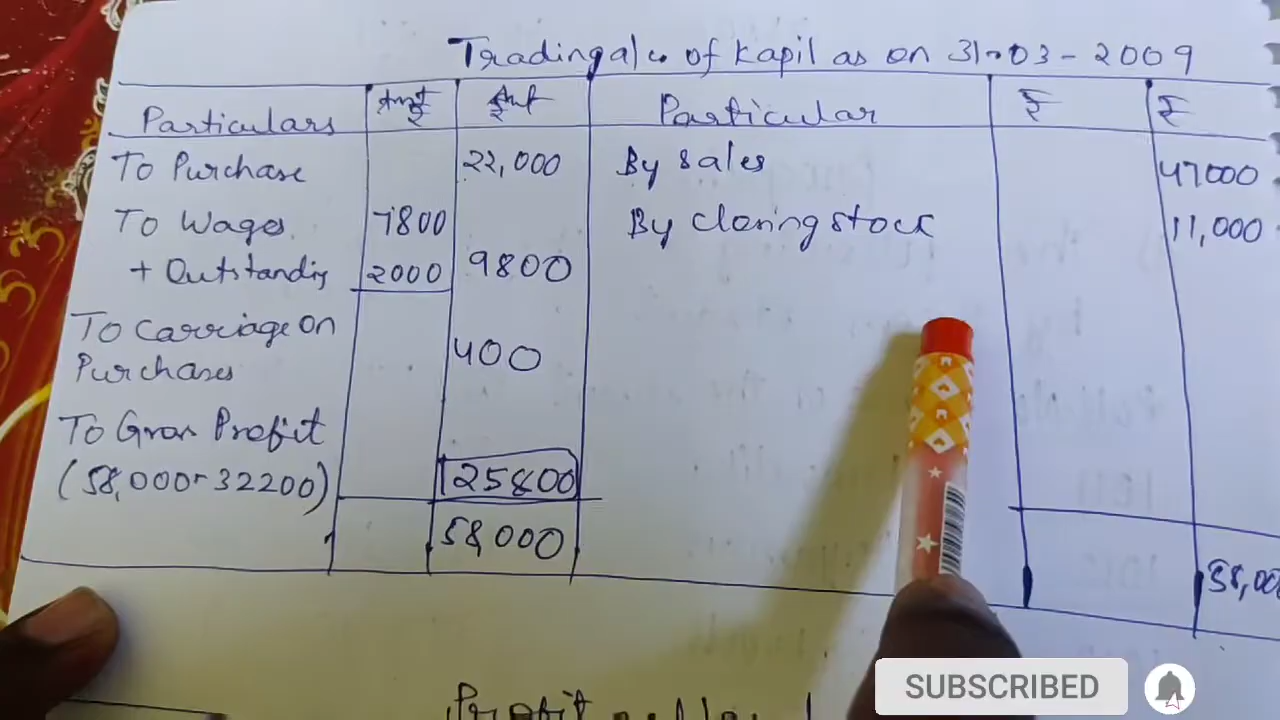 Trading a/c of Kapil as on 31-03-2009
Particulars Amt ₹ Amt ₹ Particular ₹ ₹
To Purchase 22,000 By sales 47000
To Wages 7800 By closing stock 11,000
+ Outstanding 2000 9800
To Carriage on
Purchases 400
To Gross Profit
(58,000-32200) 25800
58,000 58,00
SUBSCRIBED